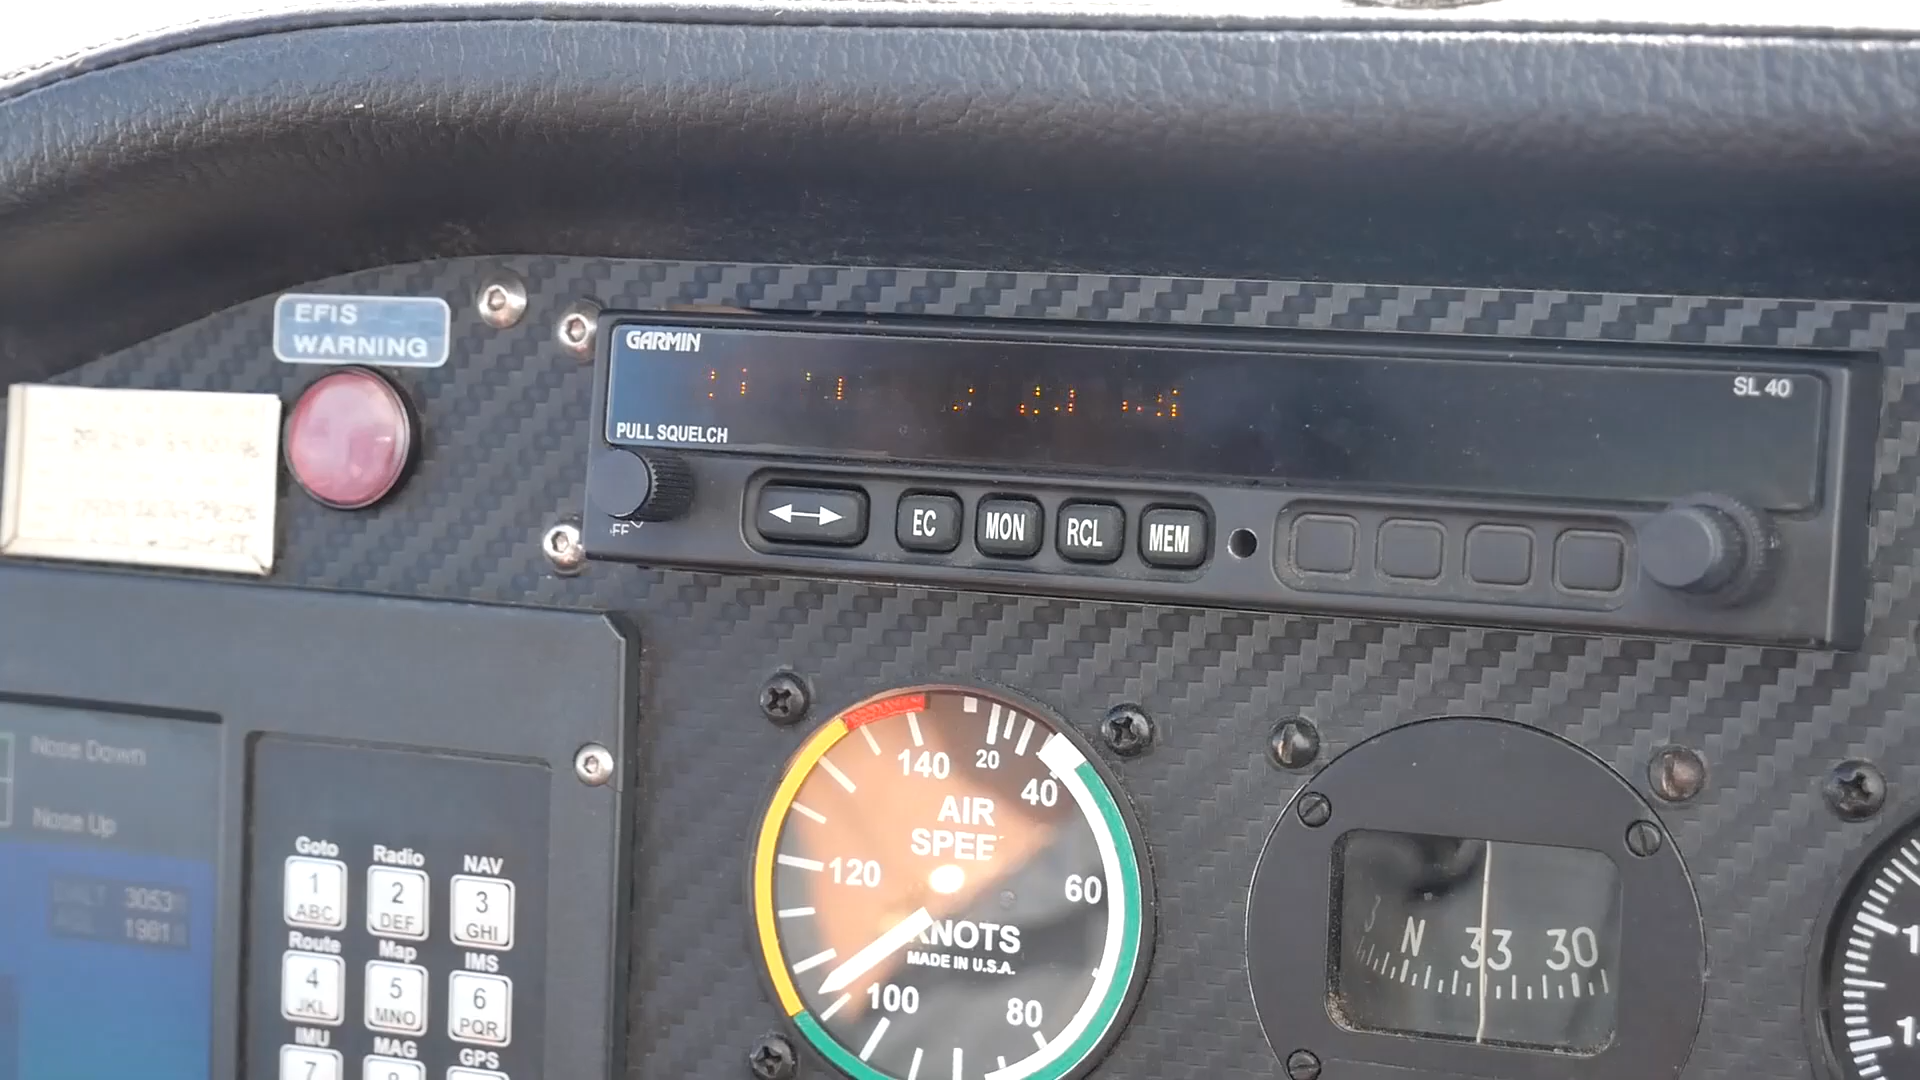 EFIS
WARNING
GARMIN
SL 40
PULL SQUELCH
EC
MON
RCL
MEM
Nose Down
Nose Up
Goto
Radio
NAV
1
2
3
ABC
DEF
GHI
Route
Map
IMS
4
5
6
JKL
MNO
PQR
IMU
MAG
GPS
7
140
20
40
AIR
SPEE
120
60
KNOTS
MADE IN U.S.A.
100
80
3
N
33
30